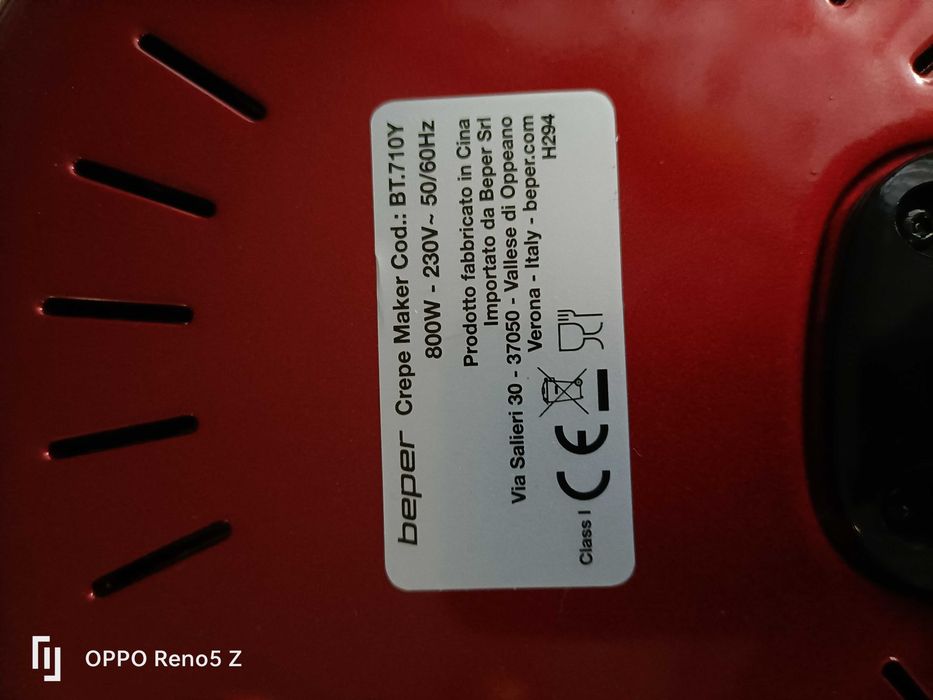 beper Crepe Maker Cod.: BT.710Y
800W - 230V~ 50/60Hz
Prodotto fabbricato in Cina
Importato da Beper Srl
Via Salieri 30 - 37050 - Vallese di Oppeano
Verona - Italy - beper.com
H294
Class I CE
OPPO Reno5 Z